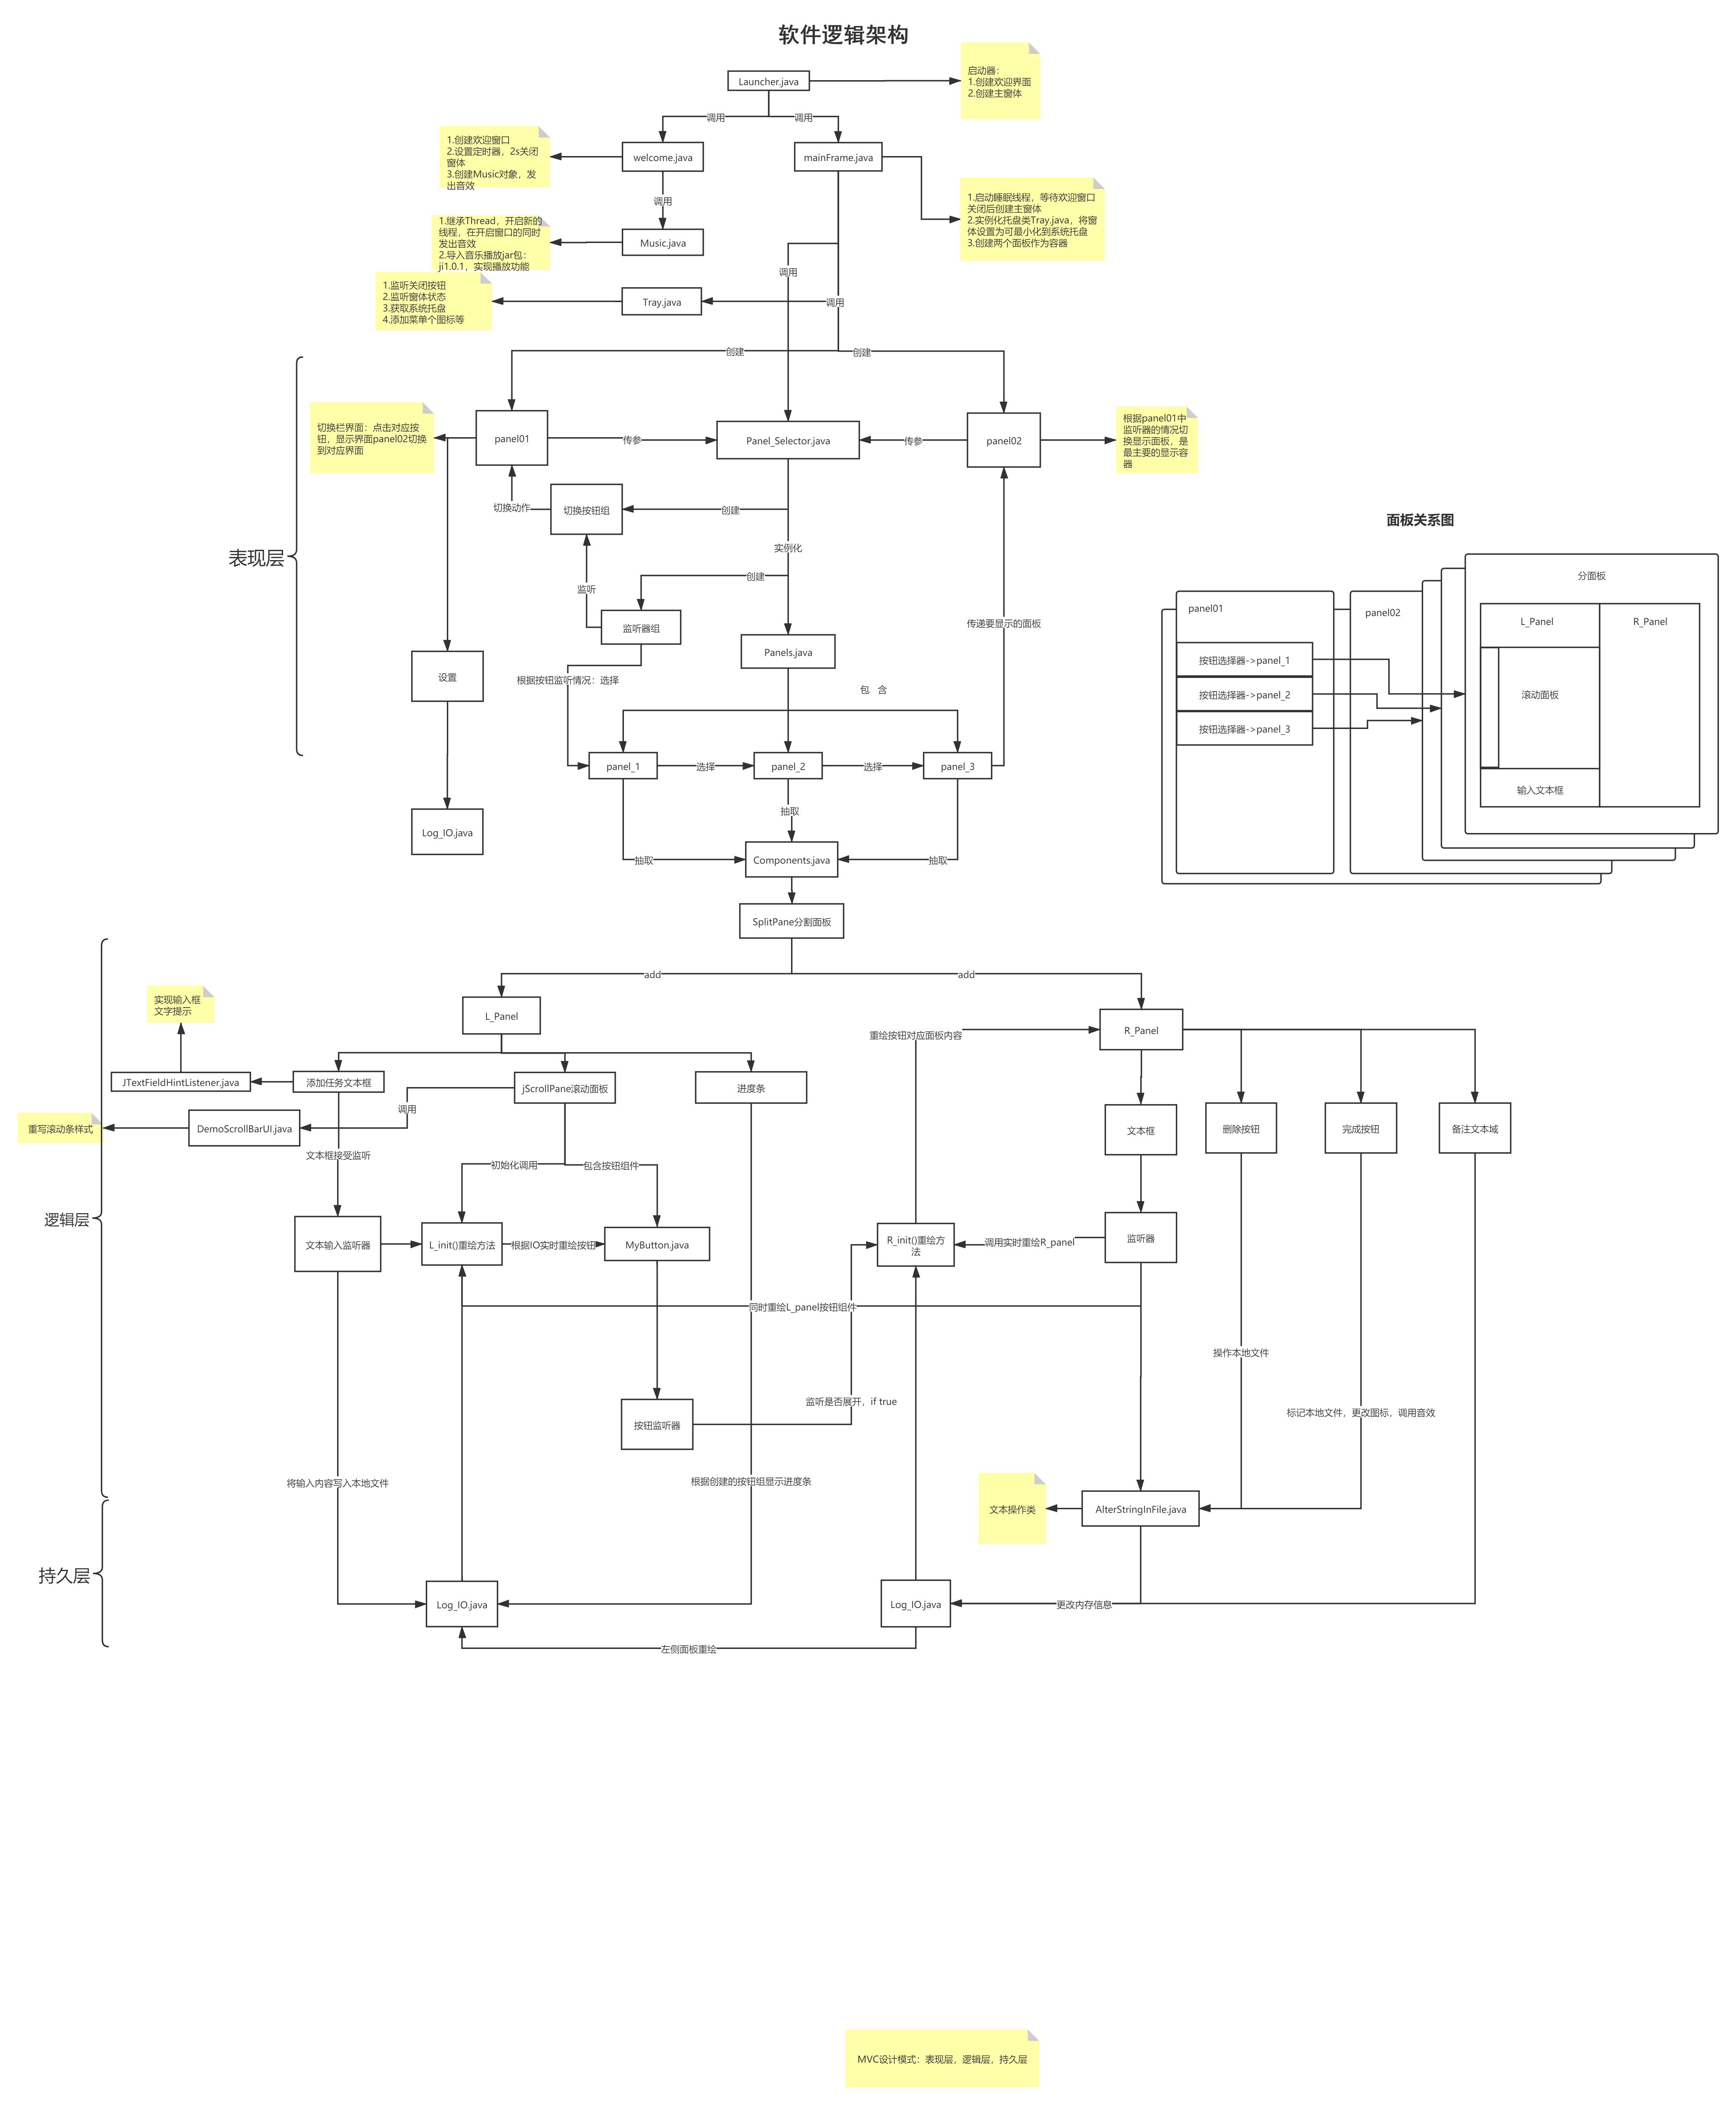 软件逻辑架构
Launcher.java
启动器：
1.创建欢迎界面
2.创建主窗体
调用
调用
1.创建欢迎窗口
2.设置定时器，2s关闭
窗体
3.创建Music对象，发
出音效
welcome.java
mainFrame.java
调用
1.启动睡眠线程，等待欢迎窗口
关闭后创建主窗体
2.实例化托盘类Tray.java，将窗
体设置为可最小化到系统托盘
3.创建两个面板作为容器
1.继承Thread，开启新的
线程，在开启窗口的同时
发出音效
2.导入音乐播放jar包：
ji1.0.1，实现播放功能
Music.java
调用
1.监听关闭按钮
2.监听窗体状态
3.获取系统托盘
4.添加菜单个图标等
Tray.java
调用
创建
创建
表现层
切换栏界面：点击对应按
钮，显示界面panel02切换
到对应界面
panel01
传参
Panel_Selector.java
传参
panel02
根据panel01中
监听器的情况切
换显示面板，是
最主要的显示容
器
切换动作
切换按钮组
创建
实例化
创建
监听
监听器组
传递要显示的面板
设置
Panels.java
根据按钮监听情况：选择
包 含
panel_1
选择
panel_2
选择
panel_3
抽取
Log_IO.java
抽取
Components.java
抽取
SplitPane分割面板
面板关系图
分面板
panel01
panel02
L_Panel
R_Panel
按钮选择器->panel_1
按钮选择器->panel_2
按钮选择器->panel_3
滚动面板
输入文本框
add
add
实现输入框
文字提示
L_Panel
R_Panel
重绘按钮对应面板内容
JTextFieldHintListener.java
添加任务文本框
jScrollPane滚动面板
进度条
调用
重写滚动条样式
DemoScrollBarUI.java
文本框
删除按钮
完成按钮
备注文本域
文本框接受监听
初始化调用
包含按钮组件
逻辑层
文本输入监听器
L_init()重绘方法
根据IO实时重绘按钮
MyButton.java
R_init()重绘方
法
调用实时重绘R_panel
监听器
同时重绘L_panel按钮组件
操作本地文件
监听是否展开，if true
标记本地文件，更改图标，调用音效
按钮监听器
将输入内容写入本地文件
根据创建的按钮组显示进度条
文本操作类
AlterStringInFile.java
持久层
Log_IO.java
Log_IO.java
更改内存信息
左侧面板重绘
MVC设计模式：表现层，逻辑层，持久层